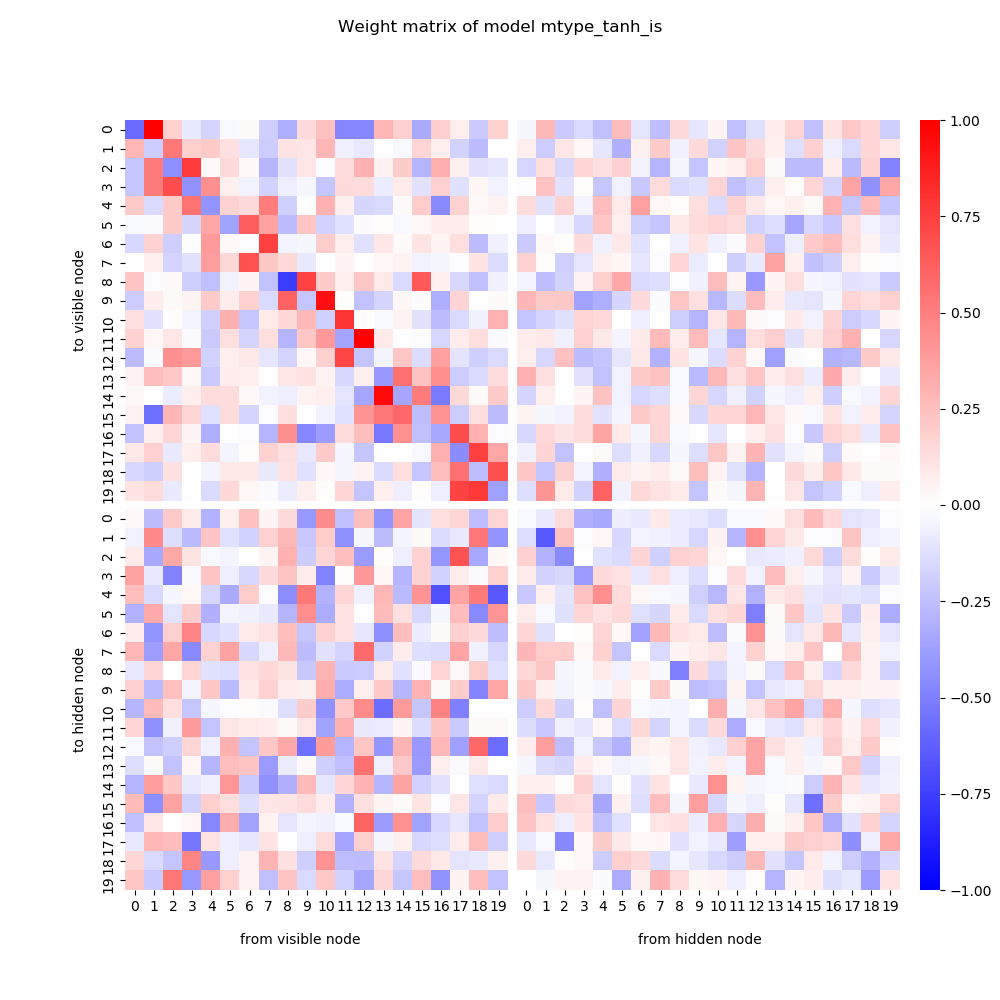 Weight matrix of model mtype_tanh_is
to visible node
0 1 2 3 4 5 6 7 8 9 10 11 12 13 14 15 16 17 18 19
to hidden node
0 1 2 3 4 5 6 7 8 9 10 11 12 13 14 15 16 17 18 19
0 1 2 3 4 5 6 7 8 9 10 11 12 13 14 15 16 17 18 19
from visible node
0 1 2 3 4 5 6 7 8 9 10 11 12 13 14 15 16 17 18 19
from hidden node
1.00
0.75
0.50
0.25
0.00
−0.25
−0.50
−0.75
−1.00